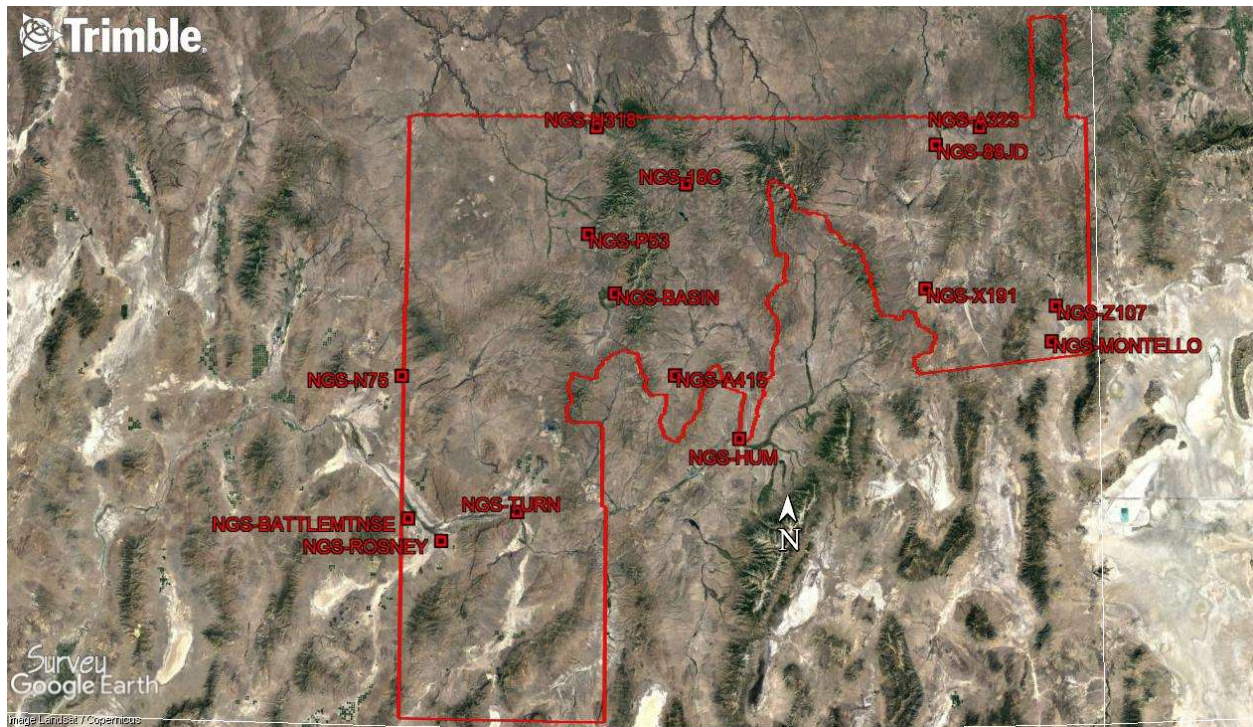 Trimble.
NGS-N318
NGS-A323
NGS-88JD
NGS-18C
NGS-P53
NGS-BASIN
NGS-X191
NGS-Z107
NGS-MONTELLO
NGS-N75
NGS-A415
NGS-HUM
NGS-TURN
NGS-BATTLEMTNSE
NGS-ROSNEY
N
Survey
Google Earth
Image Landsat / Copernicus